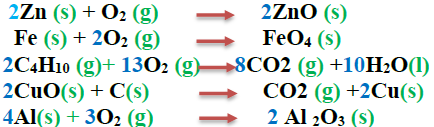 2Zn (s) + O₂ (g) ⟶ 2ZnO (s)
Fe (s) + 2O₂ (g) ⟶ FeO₄ (s)
2C₄H₁₀ (g)+ 13O₂ (g) ⟶ 8CO2 (g) +10H₂O(l)
2CuO(s) + C(s) ⟶ CO2 (g) +2Cu(s)
4Al(s) + 3O₂ (g) ⟶ 2 Al ₂O₃ (s)